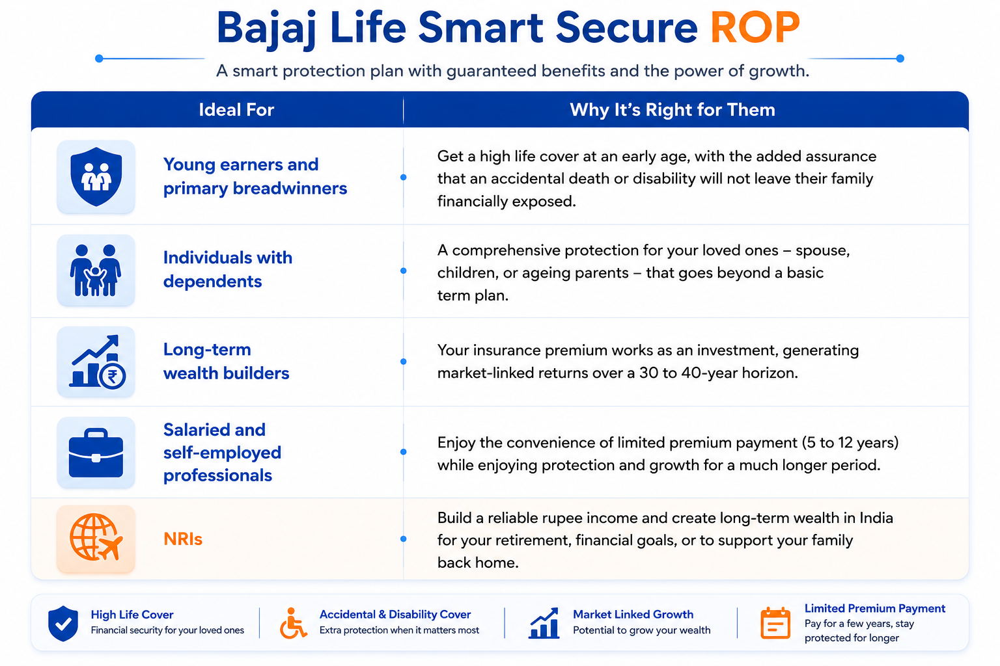 Bajaj Life Smart Secure ROP
A smart protection plan with guaranteed benefits and the power of growth.
Ideal For
Why It's Right for Them
Young earners and
primary breadwinners
Get a high life cover at an early age, with the added assurance
that an accidental death or disability will not leave their family
financially exposed.
Individuals with
dependents
A comprehensive protection for your loved ones – spouse,
children, or ageing parents – that goes beyond a basic
term plan.
Long-term
wealth builders
Your insurance premium works as an investment, generating
market-linked returns over a 30 to 40-year horizon.
₹
Salaried and
self-employed
professionals
Enjoy the convenience of limited premium payment (5 to 12 years)
while enjoying protection and growth for a much longer period.
NRIs
Build a reliable rupee income and create long-term wealth in India
for your retirement, financial goals, or to support your family
back home.
High Life Cover
Financial security for your loved ones
Accidental & Disability Cover
Extra protection when it matters most
Market Linked Growth
Potential to grow your wealth
Limited Premium Payment
Pay for a few years, stay
protected for longer